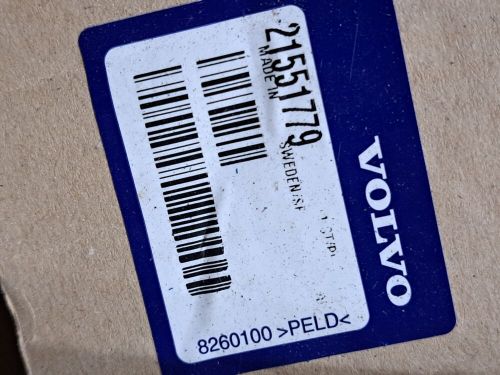 21551779
MADE IN
SWEDEN/SE
VOLVO
8260100 >PELD<